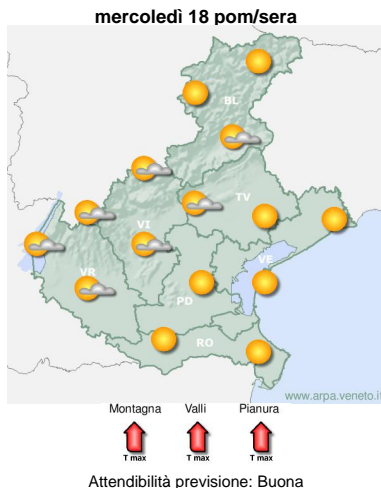 mercoledì 18 pom/sera
BL
TV
VI
VE
VR
PD
RO
www.arpa.veneto.it
Montagna Valli Pianura
T max T max T max
Attendibilità previsione: Buona